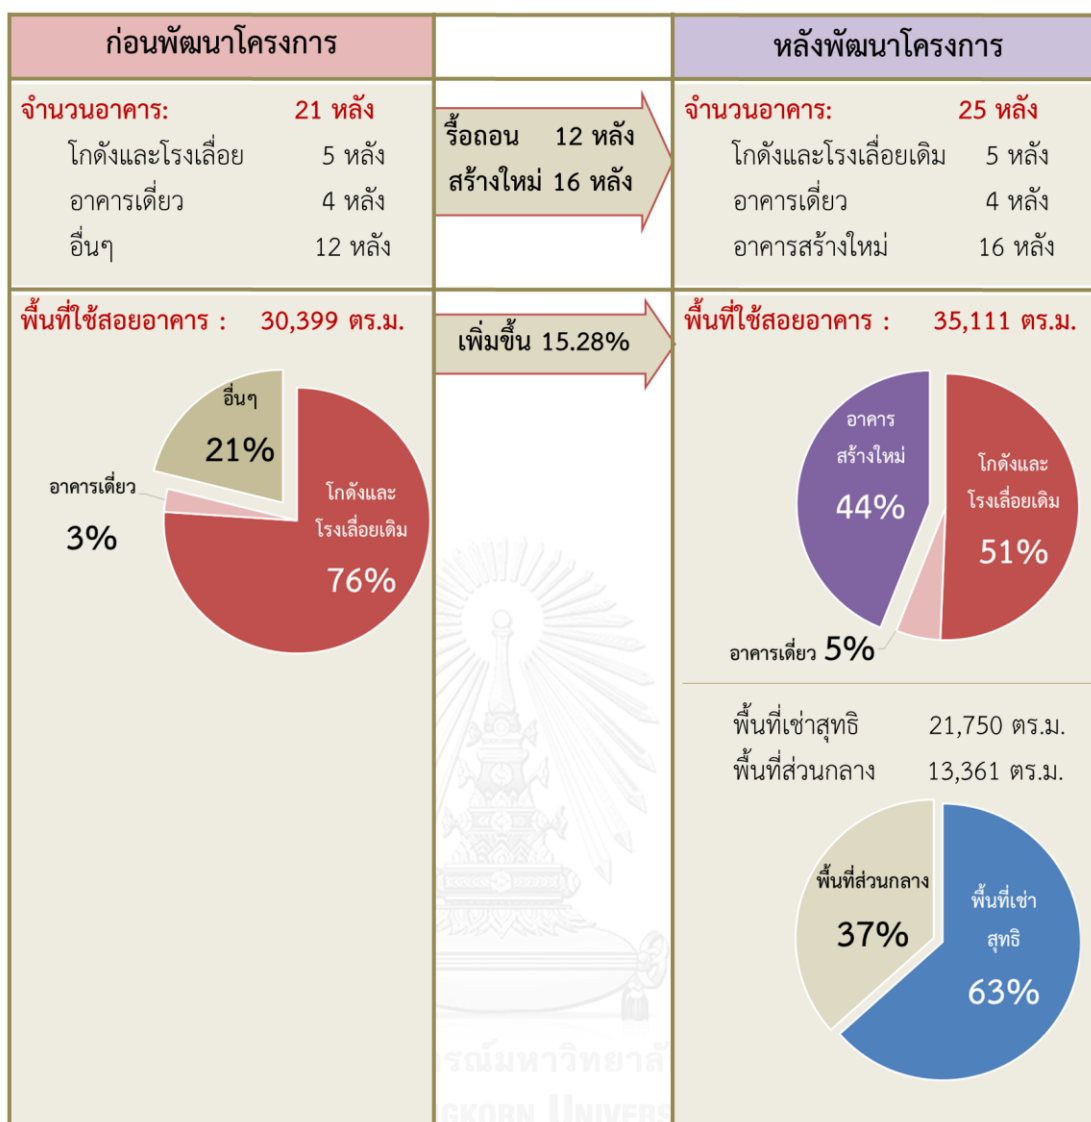 ก่อนพัฒนาโครงการ
หลังพัฒนาโครงการ
จำนวนอาคาร: 21 หลัง
โกดังและโรงเลื่อย 5 หลัง
อาคารเดี่ยว 4 หลัง
อื่นๆ 12 หลัง
รื้อถอน 12 หลัง
สร้างใหม่ 16 หลัง
จำนวนอาคาร: 25 หลัง
โกดังและโรงเลื่อยเดิม 5 หลัง
อาคารเดี่ยว 4 หลัง
อาคารสร้างใหม่ 16 หลัง
พื้นที่ใช้สอยอาคาร : 30,399 ตร.ม.
เพิ่มขึ้น 15.28%
พื้นที่ใช้สอยอาคาร : 35,111 ตร.ม.
อื่นๆ
21%
อาคารเดี่ยว
3%
โกดังและ
โรงเลื่อยเดิม
76%
อาคาร
สร้างใหม่
44%
โกดังและ
โรงเลื่อยเดิม
51%
อาคารเดี่ยว 5%
พื้นที่เช่าสุทธิ 21,750 ตร.ม.
พื้นที่ส่วนกลาง 13,361 ตร.ม.
พื้นที่ส่วนกลาง
37%
พื้นที่เช่า
สุทธิ
63%
รณ์มหาวิทยาลั
GKORN UNIVERS